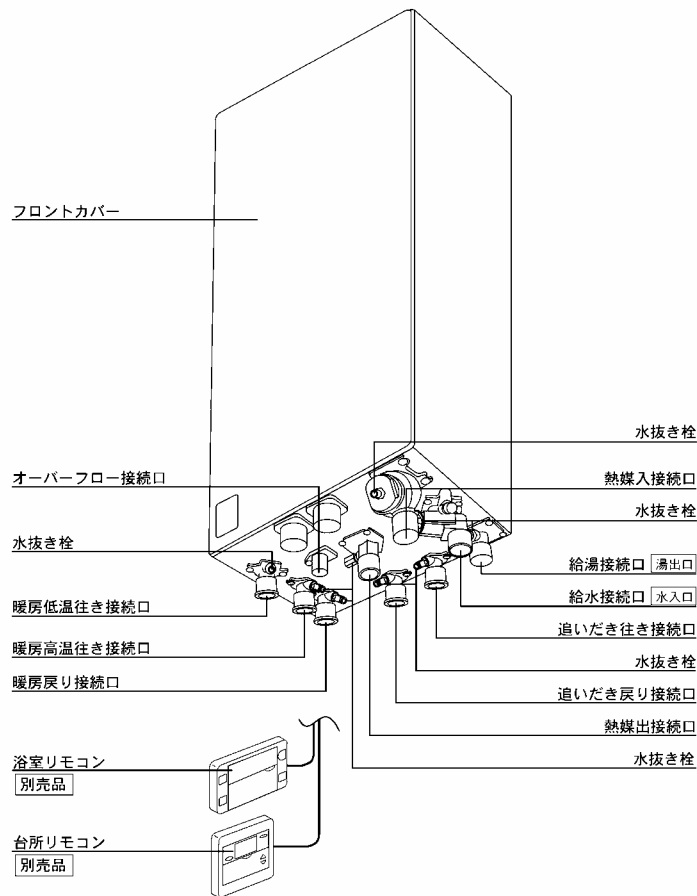 フロントカバー
オーバーフロー接続口
水抜き栓
暖房低温往き接続口
暖房高温往き接続口
暖房戻り接続口
浴室リモコン
別売品
台所リモコン
別売品
水抜き栓
熱媒入接続口
水抜き栓
給湯接続口 湯出口
給水接続口 水入口
追いだき往き接続口
水抜き栓
追いだき戻り接続口
熱媒出接続口
水抜き栓